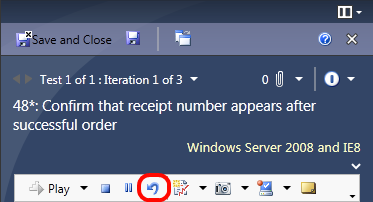 Save and Close
Test 1 of 1 : Iteration 1 of 3 0
48*: Confirm that receipt number appears after
successful order
Windows Server 2008 and IE8
Play